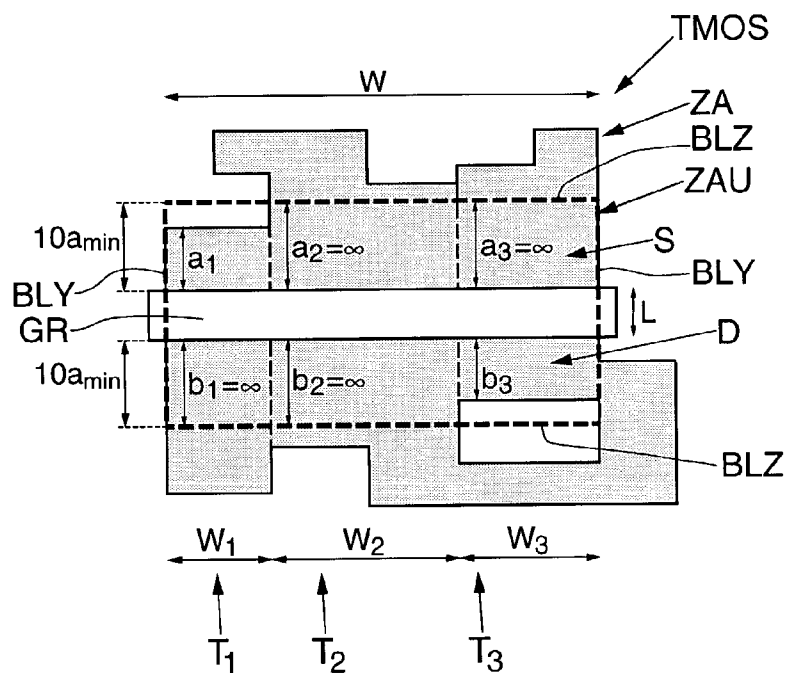 TMOS
W
ZA
BLZ
ZAU
10amin
a1
a2=∞
a3=∞
S
BLY
BLY
GR
L
D
10amin
b1=∞
b2=∞
b3
BLZ
W1
W2
W3
T1
T2
T3